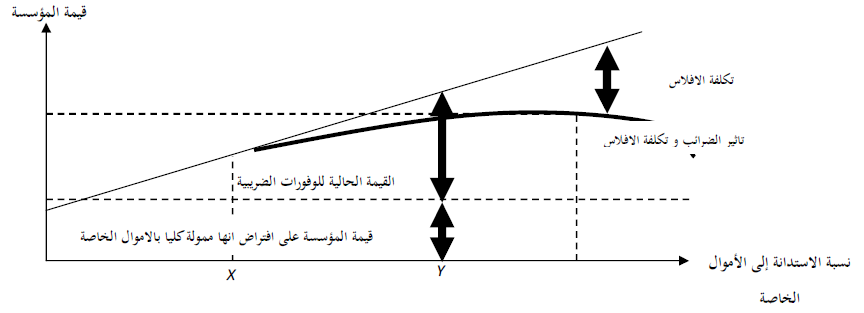 قيمة المؤسسة
تكلفة الافلاس
تاثير الضرائب و تكلفة الافلاس
القيمة الحالية للوفورات الضريبية
قيمة المؤسسة على افتراض انها ممولة كليا بالاموال الخاصة
نسبة الاستدانة إلى الأموال
الخاصة
X
Y